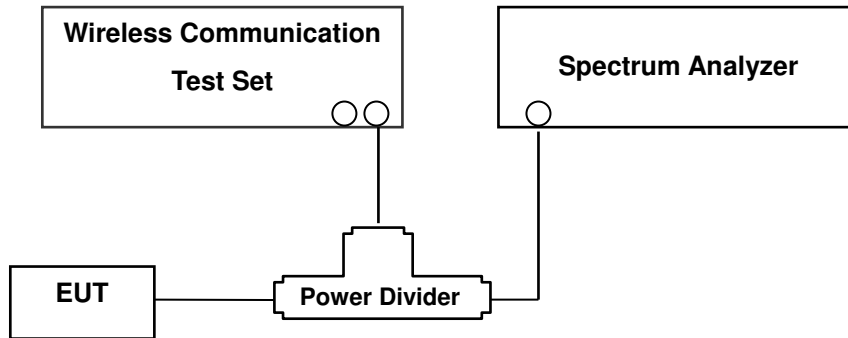 Wireless Communication
Test Set
Spectrum Analyzer
EUT
Power Divider